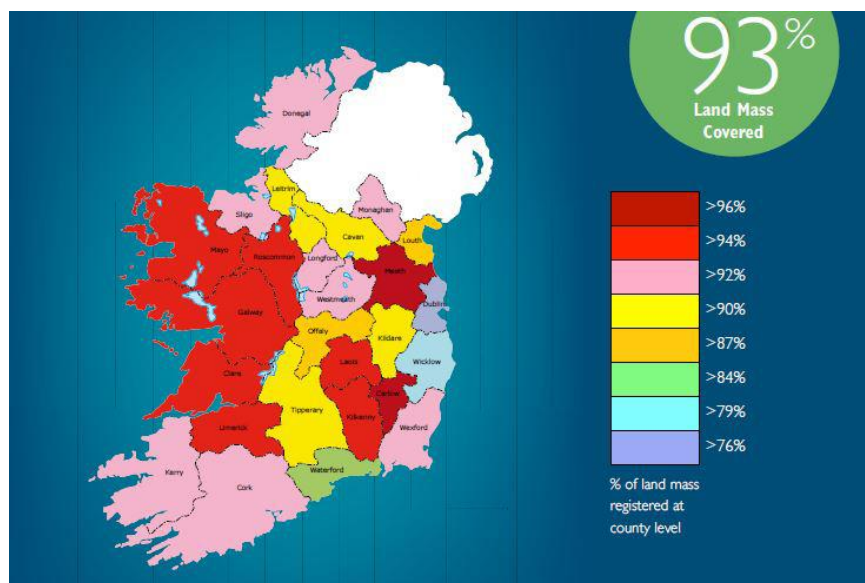 93%
Land Mass
Covered
Donegal
Leitrim
Sligo
Monaghan
Cavan
Louth
Mayo
Roscommon
Longford
Meath
Westmeath
Dublin
Galway
Offaly
Kildare
Laois
Wicklow
Clare
Carlow
Tipperary
Kilkenny
Limerick
Wexford
Waterford
Kerry
Cork
>96%
>94%
>92%
>90%
>87%
>84%
>79%
>76%
% of land mass
registered at
county level